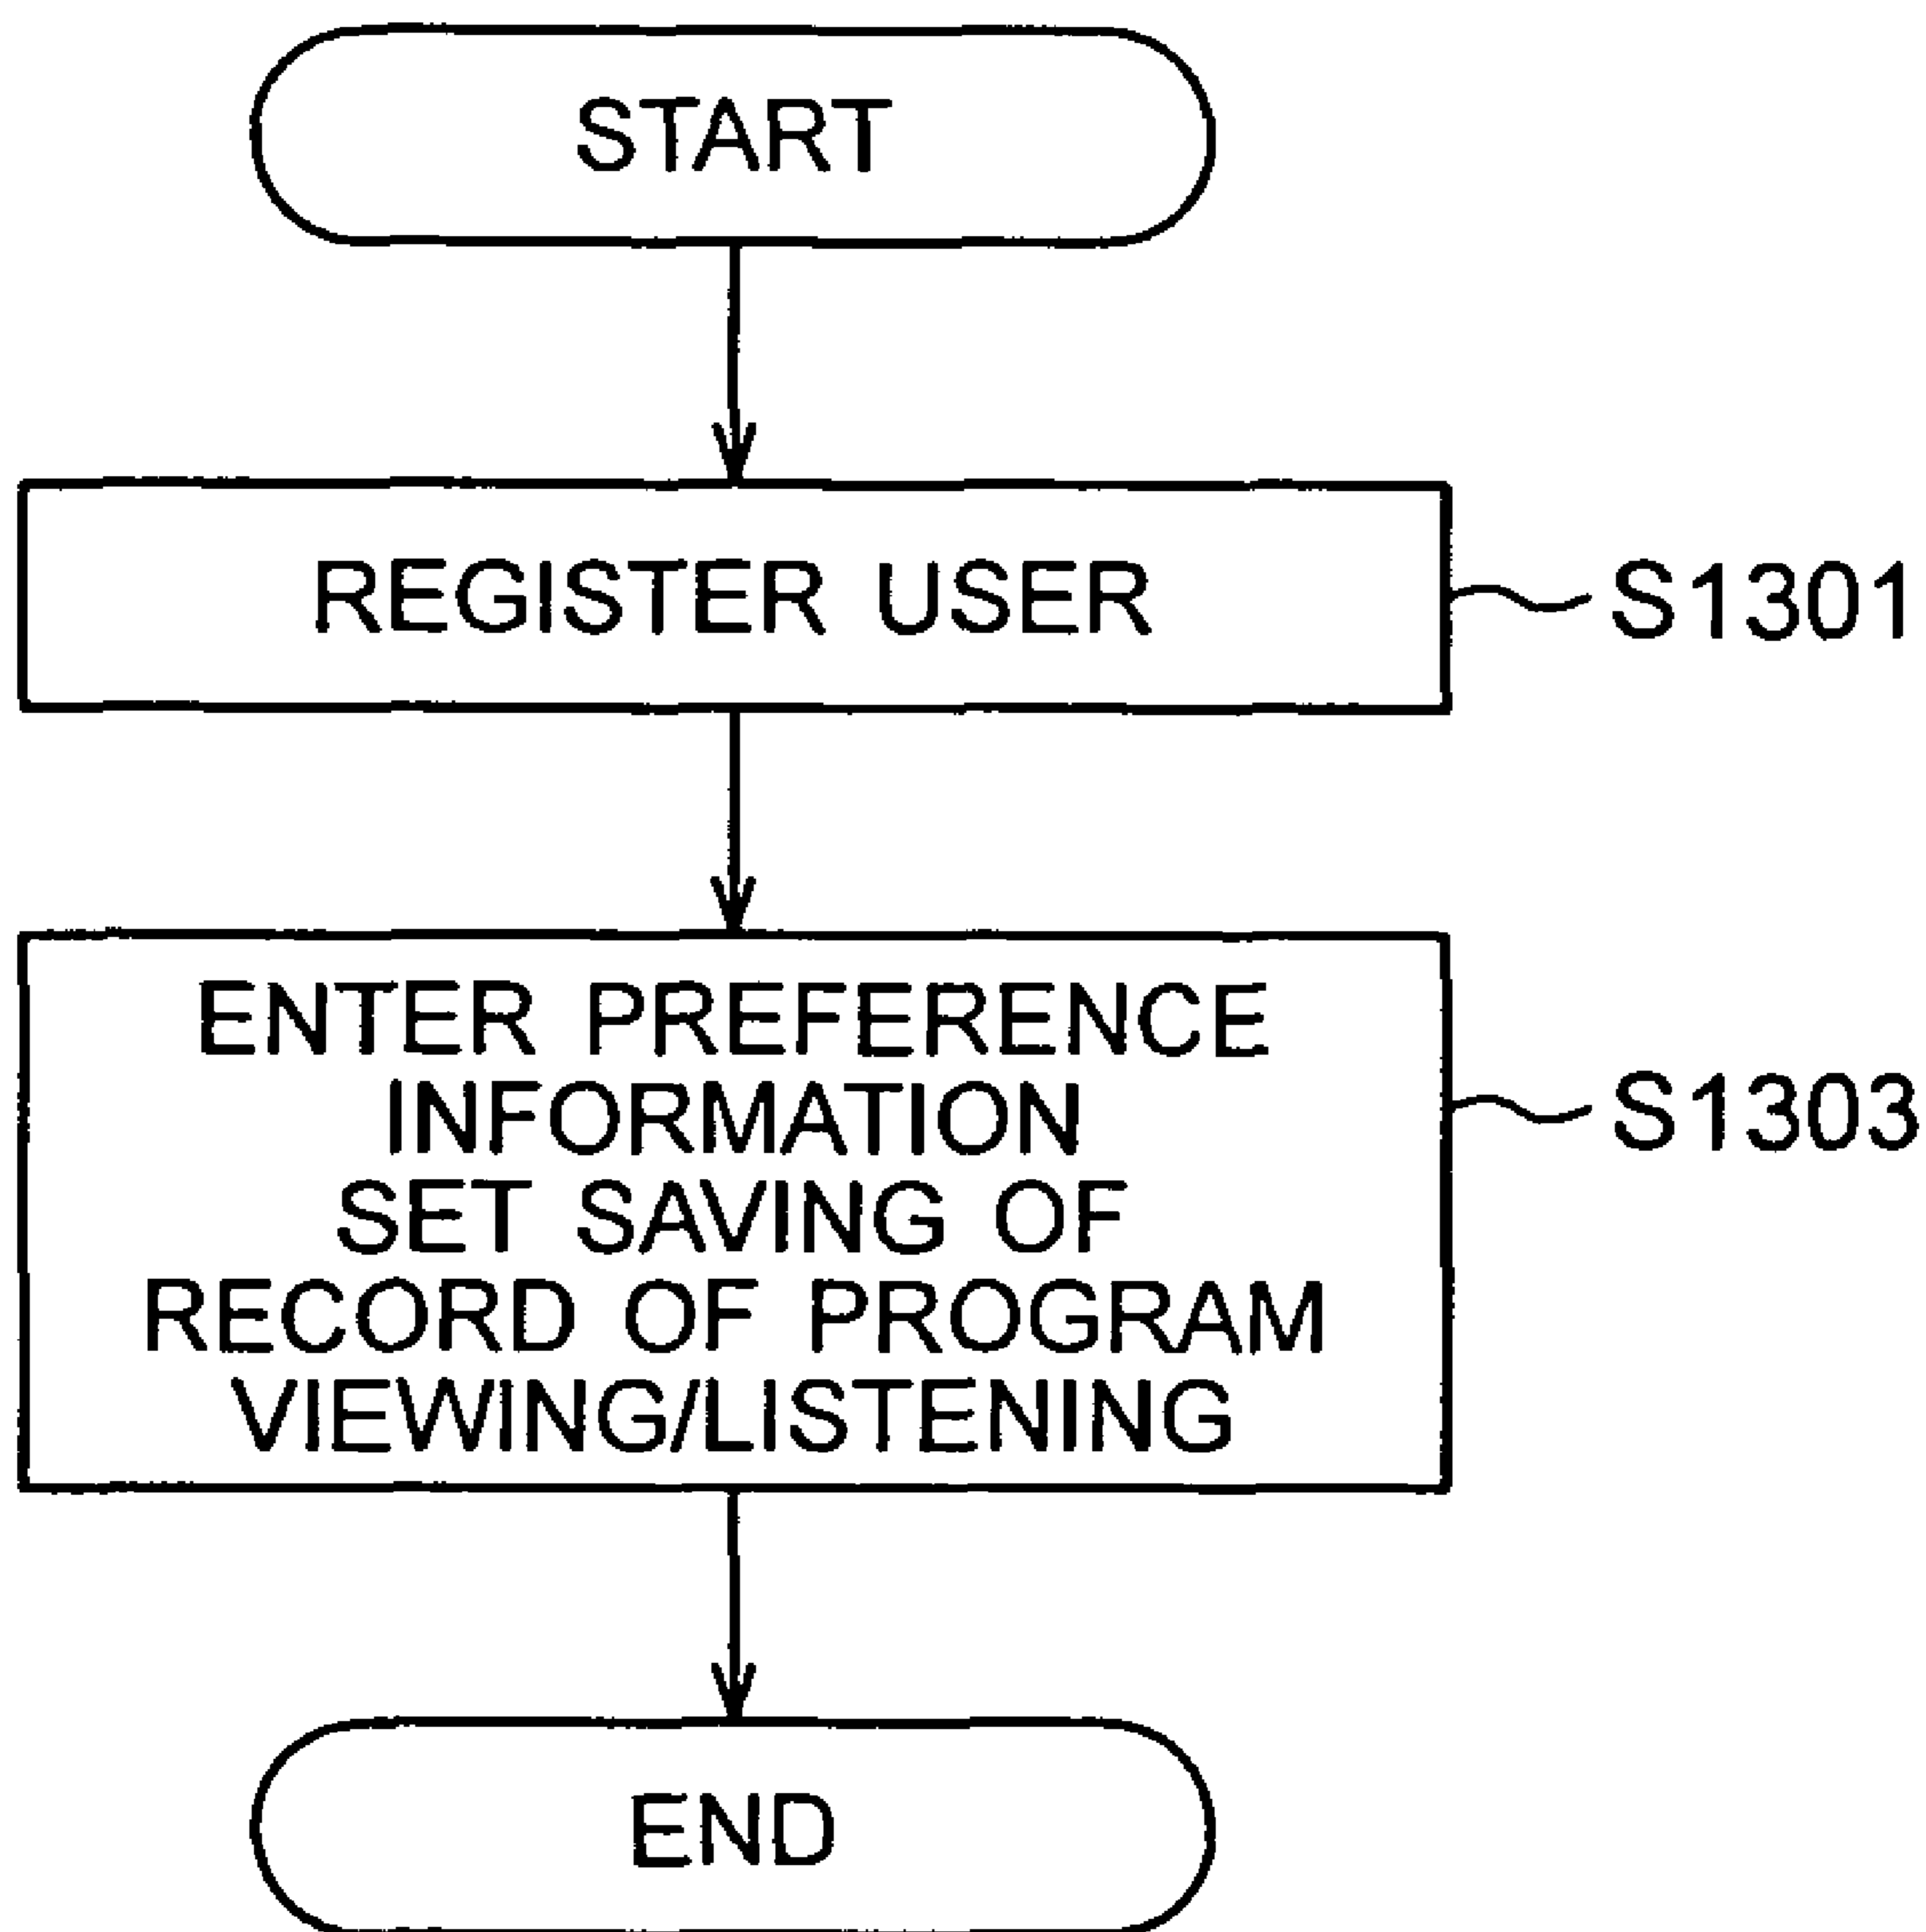 START
REGISTER USER
S1301
ENTER PREFERENCE
INFORMATION
S1303
SET SAVING OF
RECORD OF PROGRAM
VIEWING/LISTENING
END